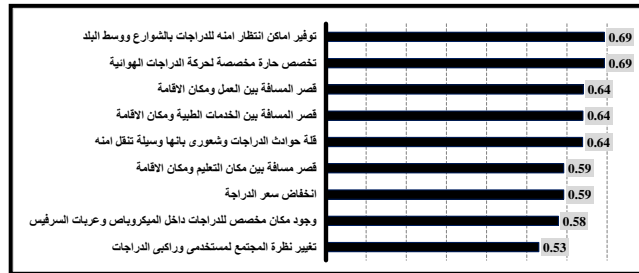 توفير اماكن انتظار امنه للدراجات بالشوارع ووسط البلد 0.69
تخصص حارة مخصصة لحركة الدراجات الهوائية 0.69
قصر المسافة بين العمل ومكان الاقامة 0.64
قصر المسافة بين الخدمات الطبية ومكان الاقامة 0.64
قلة حوادث الدراجات وشعورى بانها وسيلة تنقل امنه 0.64
قصر مسافة بين مكان التعليم ومكان الاقامة 0.59
انخفاض سعر الدراجة 0.59
وجود مكان مخصص للدراجات داخل الميكروباص وعربات السرفيس 0.58
تغيير نظرة المجتمع لمستخدمى وراكبى الدراجات 0.53